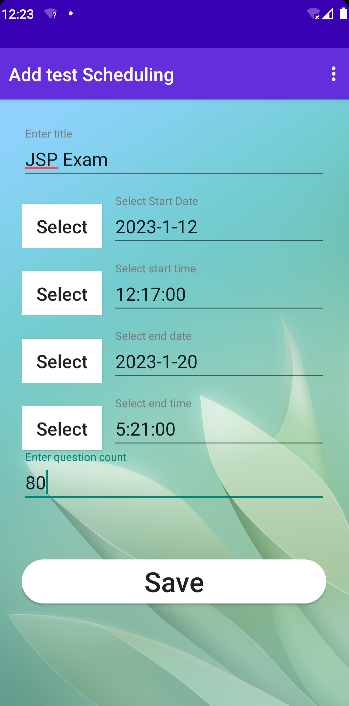 12:23
Add test Scheduling
Enter title
JSP Exam
Select Start Date
Select
2023-1-12
Select start time
Select
12:17:00
Select end date
Select
2023-1-20
Select end time
Select
5:21:00
Enter question count
80
Save